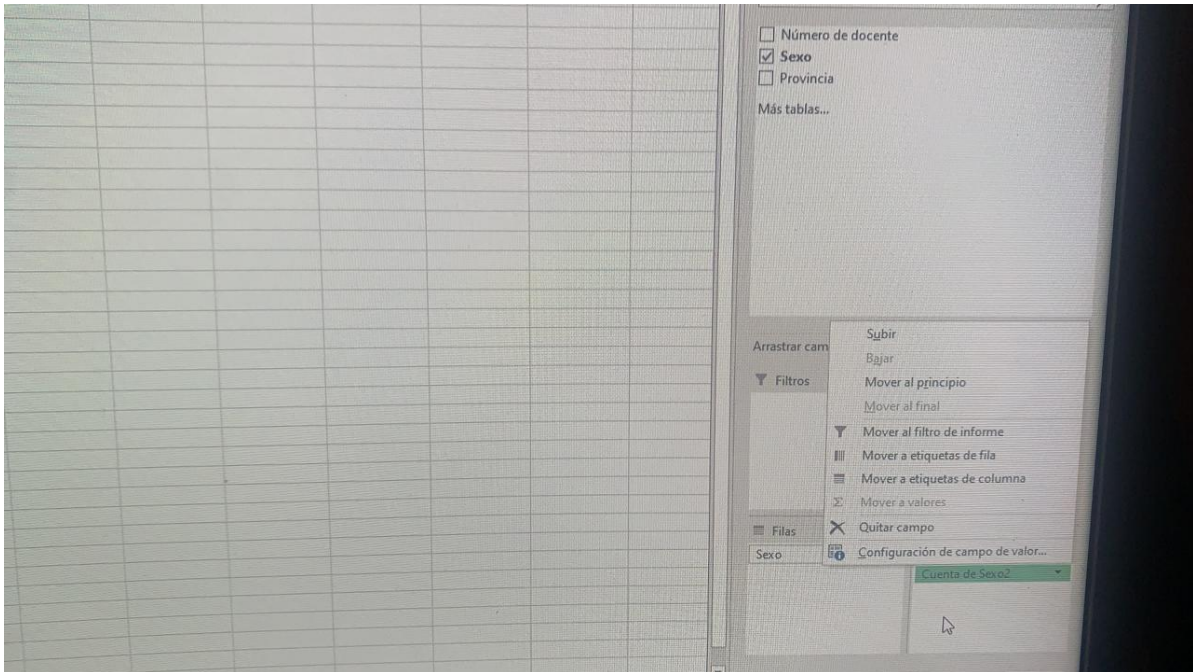 Número de docente
Sexo
Provincia
Más tablas...
Arrastrar cam
Filtros
Subir
Bajar
Mover al principio
Mover al final
Mover al filtro de informe
Mover a etiquetas de fila
Mover a etiquetas de columna
Σ Mover a valores
Quitar campo
Configuración de campo de valor...
Filas
Sexo
Cuenta de Sexo2